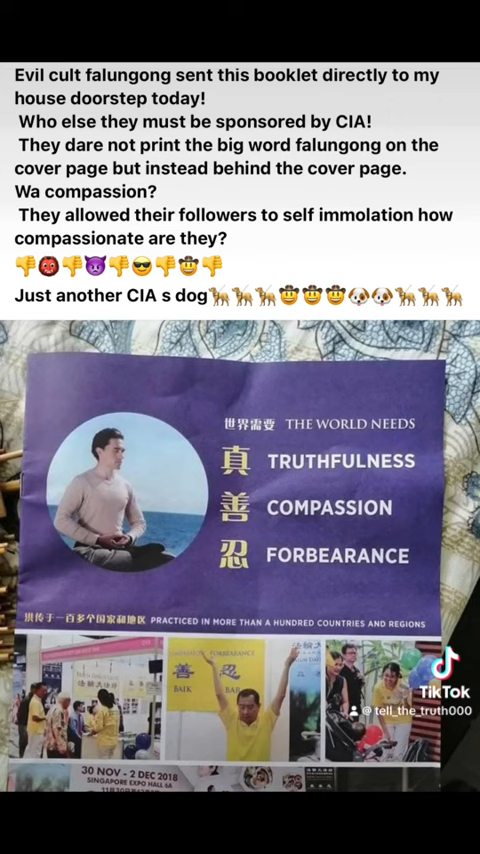 Evil cult falungong sent this booklet directly to my
house doorstep today!
Who else they must be sponsored by CIA!
They dare not print the big word falungong on the
cover page but instead behind the cover page.
Wa compassion?
They allowed their followers to self immolation how
compassionate are they?
👎👹👎👿👎😎👎🤠👎
Just another CIA s dog🐕‍🦺🐕‍🦺🐕‍🦺🤠🤠🤠🐶🐶🐕‍🦺🐕‍🦺🐕‍🦺
世界需要 THE WORLD NEEDS
真 TRUTHFULNESS
善 COMPASSION
忍 FORBEARANCE
洪传于一百多个国家和地区 PRACTICED IN MORE THAN A HUNDRED COUNTRIES AND REGIONS
FORBEARANCE
善 忍
BAIK
30 NOV - 2 DEC 2018
SINGAPORE EXPO HALL 6A
TikTok
@tell_the_truth000